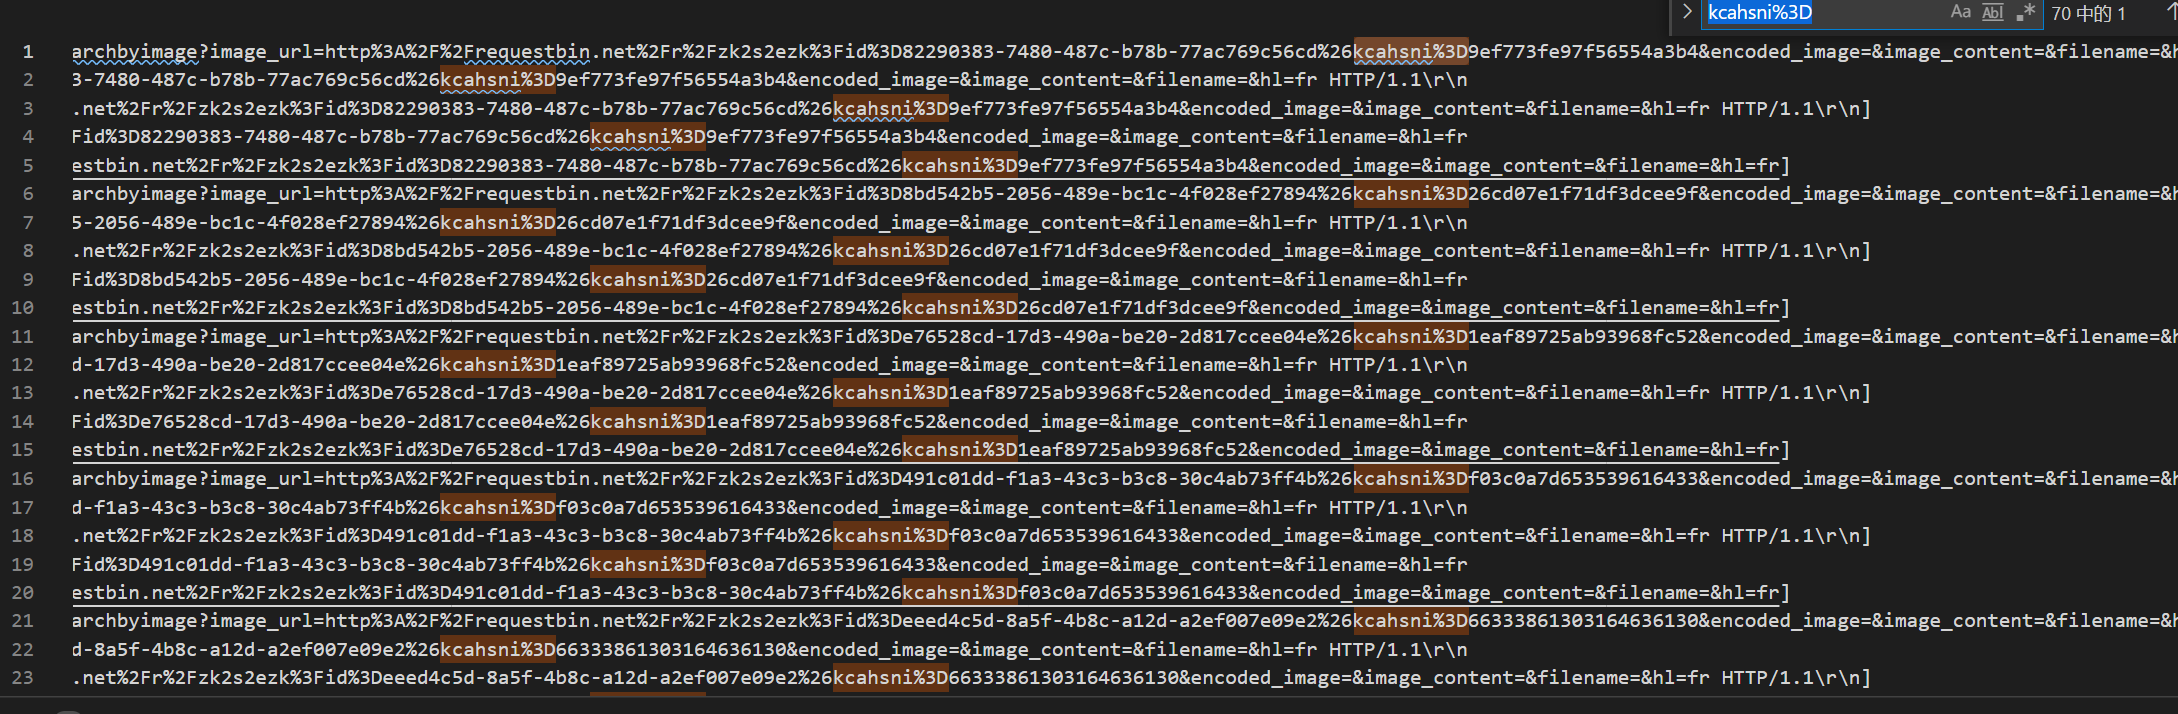 kcahsni%3D Aa Abl .* 70 中的 1
1 archbyimage?image_url=http%3A%2F%2Frequestbin.net%2Fr%2Fzk2s2ezk%3Fid%3D82290383-7480-487c-b78b-77ac769c56cd%26kcahsni%3D9ef773fe97f56554a3b4&encoded_image=&image_content=&filename=&h
2 3-7480-487c-b78b-77ac769c56cd%26kcahsni%3D9ef773fe97f56554a3b4&encoded_image=&image_content=&filename=&hl=fr HTTP/1.1\r\n
3 .net%2Fr%2Fzk2s2ezk%3Fid%3D82290383-7480-487c-b78b-77ac769c56cd%26kcahsni%3D9ef773fe97f56554a3b4&encoded_image=&image_content=&filename=&hl=fr HTTP/1.1\r\n]
4 Fid%3D82290383-7480-487c-b78b-77ac769c56cd%26kcahsni%3D9ef773fe97f56554a3b4&encoded_image=&image_content=&filename=&hl=fr
5 estbin.net%2Fr%2Fzk2s2ezk%3Fid%3D82290383-7480-487c-b78b-77ac769c56cd%26kcahsni%3D9ef773fe97f56554a3b4&encoded_image=&image_content=&filename=&hl=fr]
6 archbyimage?image_url=http%3A%2F%2Frequestbin.net%2Fr%2Fzk2s2ezk%3Fid%3D8bd542b5-2056-489e-bc1c-4f028ef27894%26kcahsni%3D26cd07e1f71df3dcee9f&encoded_image=&image_content=&filename=&h
7 5-2056-489e-bc1c-4f028ef27894%26kcahsni%3D26cd07e1f71df3dcee9f&encoded_image=&image_content=&filename=&hl=fr HTTP/1.1\r\n
8 .net%2Fr%2Fzk2s2ezk%3Fid%3D8bd542b5-2056-489e-bc1c-4f028ef27894%26kcahsni%3D26cd07e1f71df3dcee9f&encoded_image=&image_content=&filename=&hl=fr HTTP/1.1\r\n]
9 Fid%3D8bd542b5-2056-489e-bc1c-4f028ef27894%26kcahsni%3D26cd07e1f71df3dcee9f&encoded_image=&image_content=&filename=&hl=fr
10 estbin.net%2Fr%2Fzk2s2ezk%3Fid%3D8bd542b5-2056-489e-bc1c-4f028ef27894%26kcahsni%3D26cd07e1f71df3dcee9f&encoded_image=&image_content=&filename=&hl=fr]
11 archbyimage?image_url=http%3A%2F%2Frequestbin.net%2Fr%2Fzk2s2ezk%3Fid%3De76528cd-17d3-490a-be20-2d817ccee04e%26kcahsni%3D1eaf89725ab93968fc52&encoded_image=&image_content=&filename=&h
12 d-17d3-490a-be20-2d817ccee04e%26kcahsni%3D1eaf89725ab93968fc52&encoded_image=&image_content=&filename=&hl=fr HTTP/1.1\r\n
13 .net%2Fr%2Fzk2s2ezk%3Fid%3De76528cd-17d3-490a-be20-2d817ccee04e%26kcahsni%3D1eaf89725ab93968fc52&encoded_image=&image_content=&filename=&hl=fr HTTP/1.1\r\n]
14 Fid%3De76528cd-17d3-490a-be20-2d817ccee04e%26kcahsni%3D1eaf89725ab93968fc52&encoded_image=&image_content=&filename=&hl=fr
15 estbin.net%2Fr%2Fzk2s2ezk%3Fid%3De76528cd-17d3-490a-be20-2d817ccee04e%26kcahsni%3D1eaf89725ab93968fc52&encoded_image=&image_content=&filename=&hl=fr]
16 archbyimage?image_url=http%3A%2F%2Frequestbin.net%2Fr%2Fzk2s2ezk%3Fid%3D491c01dd-f1a3-43c3-b3c8-30c4ab73ff4b%26kcahsni%3Df03c0a7d653539616433&encoded_image=&image_content=&filename=&h
17 d-f1a3-43c3-b3c8-30c4ab73ff4b%26kcahsni%3Df03c0a7d653539616433&encoded_image=&image_content=&filename=&hl=fr HTTP/1.1\r\n
18 .net%2Fr%2Fzk2s2ezk%3Fid%3D491c01dd-f1a3-43c3-b3c8-30c4ab73ff4b%26kcahsni%3Df03c0a7d653539616433&encoded_image=&image_content=&filename=&hl=fr HTTP/1.1\r\n]
19 Fid%3D491c01dd-f1a3-43c3-b3c8-30c4ab73ff4b%26kcahsni%3Df03c0a7d653539616433&encoded_image=&image_content=&filename=&hl=fr
20 estbin.net%2Fr%2Fzk2s2ezk%3Fid%3D491c01dd-f1a3-43c3-b3c8-30c4ab73ff4b%26kcahsni%3Df03c0a7d653539616433&encoded_image=&image_content=&filename=&hl=fr]
21 archbyimage?image_url=http%3A%2F%2Frequestbin.net%2Fr%2Fzk2s2ezk%3Fid%3Deeed4c5d-8a5f-4b8c-a12d-a2ef007e09e2%26kcahsni%3D66333861303164636130&encoded_image=&image_content=&filename=&h
22 d-8a5f-4b8c-a12d-a2ef007e09e2%26kcahsni%3D66333861303164636130&encoded_image=&image_content=&filename=&hl=fr HTTP/1.1\r\n
23 .net%2Fr%2Fzk2s2ezk%3Fid%3Deeed4c5d-8a5f-4b8c-a12d-a2ef007e09e2%26kcahsni%3D66333861303164636130&encoded_image=&image_content=&filename=&hl=fr HTTP/1.1\r\n]